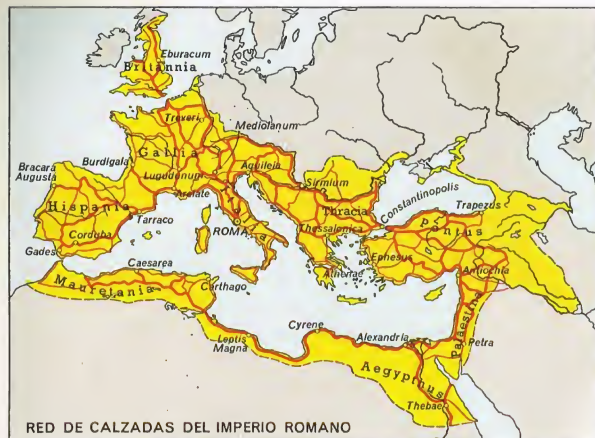 Eburacum
Britannia
Treveri
Mediolanum
Gallia
Burdigala
Lugdunum
Aquileia
Bracara
Augusta
Arelate
Sirmium
Constantinopolis
Trapezus
Hispania
Tarraco
ROMA
Italia
Thracia
Thessalonica
Pontus
Corduba
Gades
Caesarea
Athenae
Ephesus
Antiochia
Mauretania
Carthago
Cyrene
Alexandria
Palaestina
Leptis
Magna
Petra
Aegyptus
Thebae
RED DE CALZADAS DEL IMPERIO ROMANO